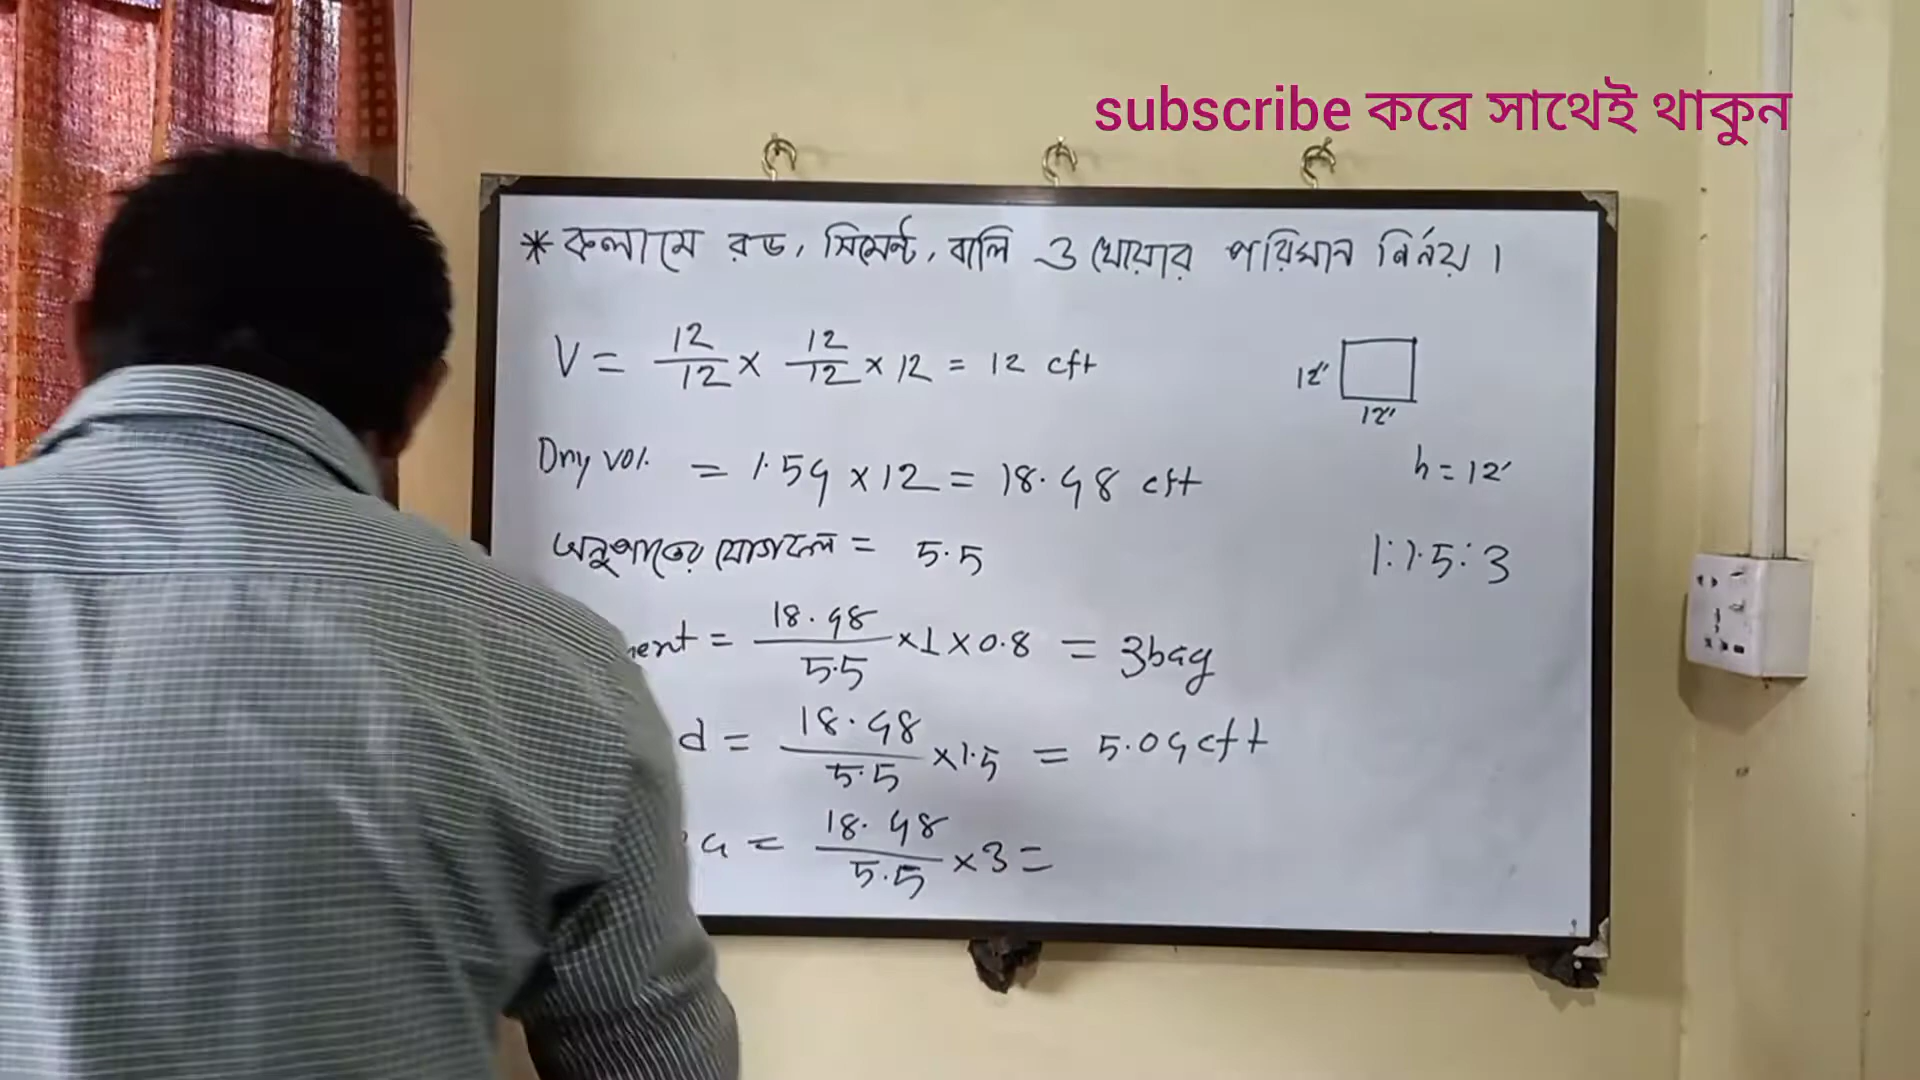 subscribe করে সাথেই থাকুন
* কলামে রড, সিমেন্ট, বালি ও খোয়ার পরিমান নির্নয়।
V = 12/12 × 12/12 × 12 = 12 cft
12"
12"
Dry vol. = 1.54 × 12 = 18.48 cft
h = 12'
অনুপাতের যোগফল = 5.5
1:1.5:3
ment = 18.48/5.5 × 1 × 0.8 = 3bag
d = 18.48/5.5 × 1.5 = 5.04 cft
a = 18.48/5.5 × 3 =